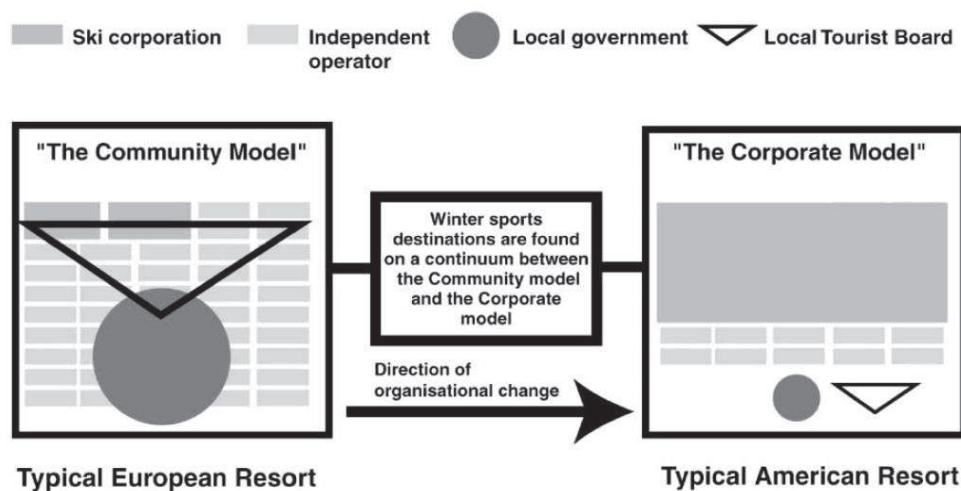 Ski corporation
Independent
operator
Local government
Local Tourist Board
"The Community Model"
Winter sports
destinations are found
on a continuum between
the Community model
and the Corporate
model
Direction of
organisational change
"The Corporate Model"
Typical European Resort
Typical American Resort